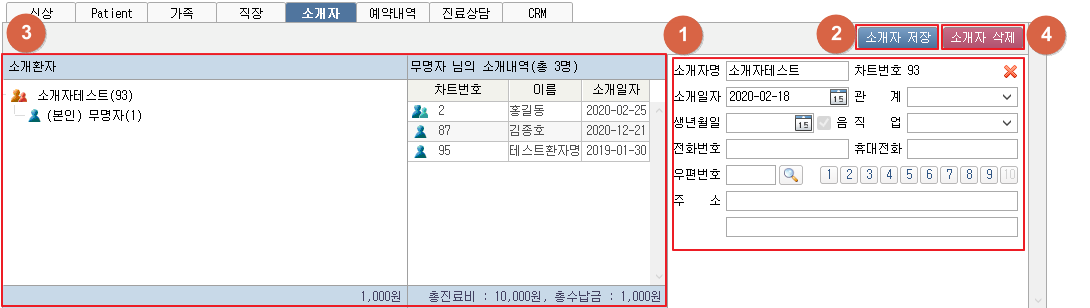 신상 Patient 가족 직장 소개자 예약내역 진료상담 CRM
3 1 2 소개자 저장 소개자 삭제 4
소개환자 무명자 님의 소개내역(총 3명)
소개자테스트(93)
(본인) 무명자(1)
차트번호 이름 소개일자
2 홍길동 2020-02-25
87 김종호 2020-12-21
95 테스트환자명 2019-01-30
1,000원 총진료비 : 10,000원, 총수납금 : 1,000원
소개자명 소개자테스트 차트번호 93
소개일자 2020-02-18 15 관 계
생년월일 15 음 직 업
전화번호 휴대전화
우편번호 1 2 3 4 5 6 7 8 9 10
주 소